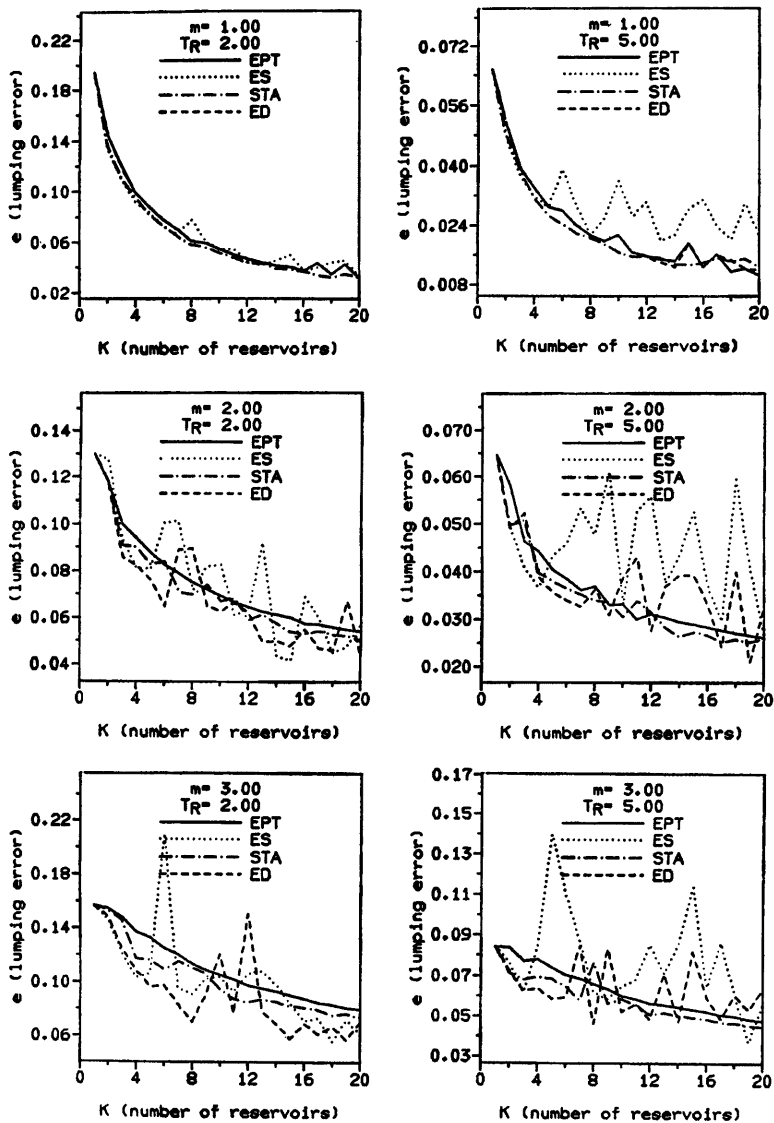 m= 1.00
TR= 2.00
EPT
ES
STA
ED
e (lumping error)
0.22
0.18
0.14
0.10
0.06
0.02
0 4 8 12 16 20
K (number of reservoirs)
m= 1.00
TR= 5.00
EPT
ES
STA
ED
e (lumping error)
0.072
0.056
0.040
0.024
0.008
0 4 8 12 16 20
K (number of reservoirs)
m= 2.00
TR= 2.00
EPT
ES
STA
ED
e (lumping error)
0.14
0.12
0.10
0.08
0.06
0.04
0 4 8 12 16 20
K (number of reservoirs)
m= 2.00
TR= 5.00
EPT
ES
STA
ED
e (lumping error)
0.070
0.060
0.050
0.040
0.030
0.020
0 4 8 12 16 20
K (number of reservoirs)
m= 3.00
TR= 2.00
EPT
ES
STA
ED
e (lumping error)
0.22
0.18
0.14
0.10
0.06
0 4 8 12 16 20
K (number of reservoirs)
m= 3.00
TR= 5.00
EPT
ES
STA
ED
e (lumping error)
0.17
0.15
0.13
0.11
0.09
0.07
0.05
0.03
0 4 8 12 16 20
K (number of reservoirs)